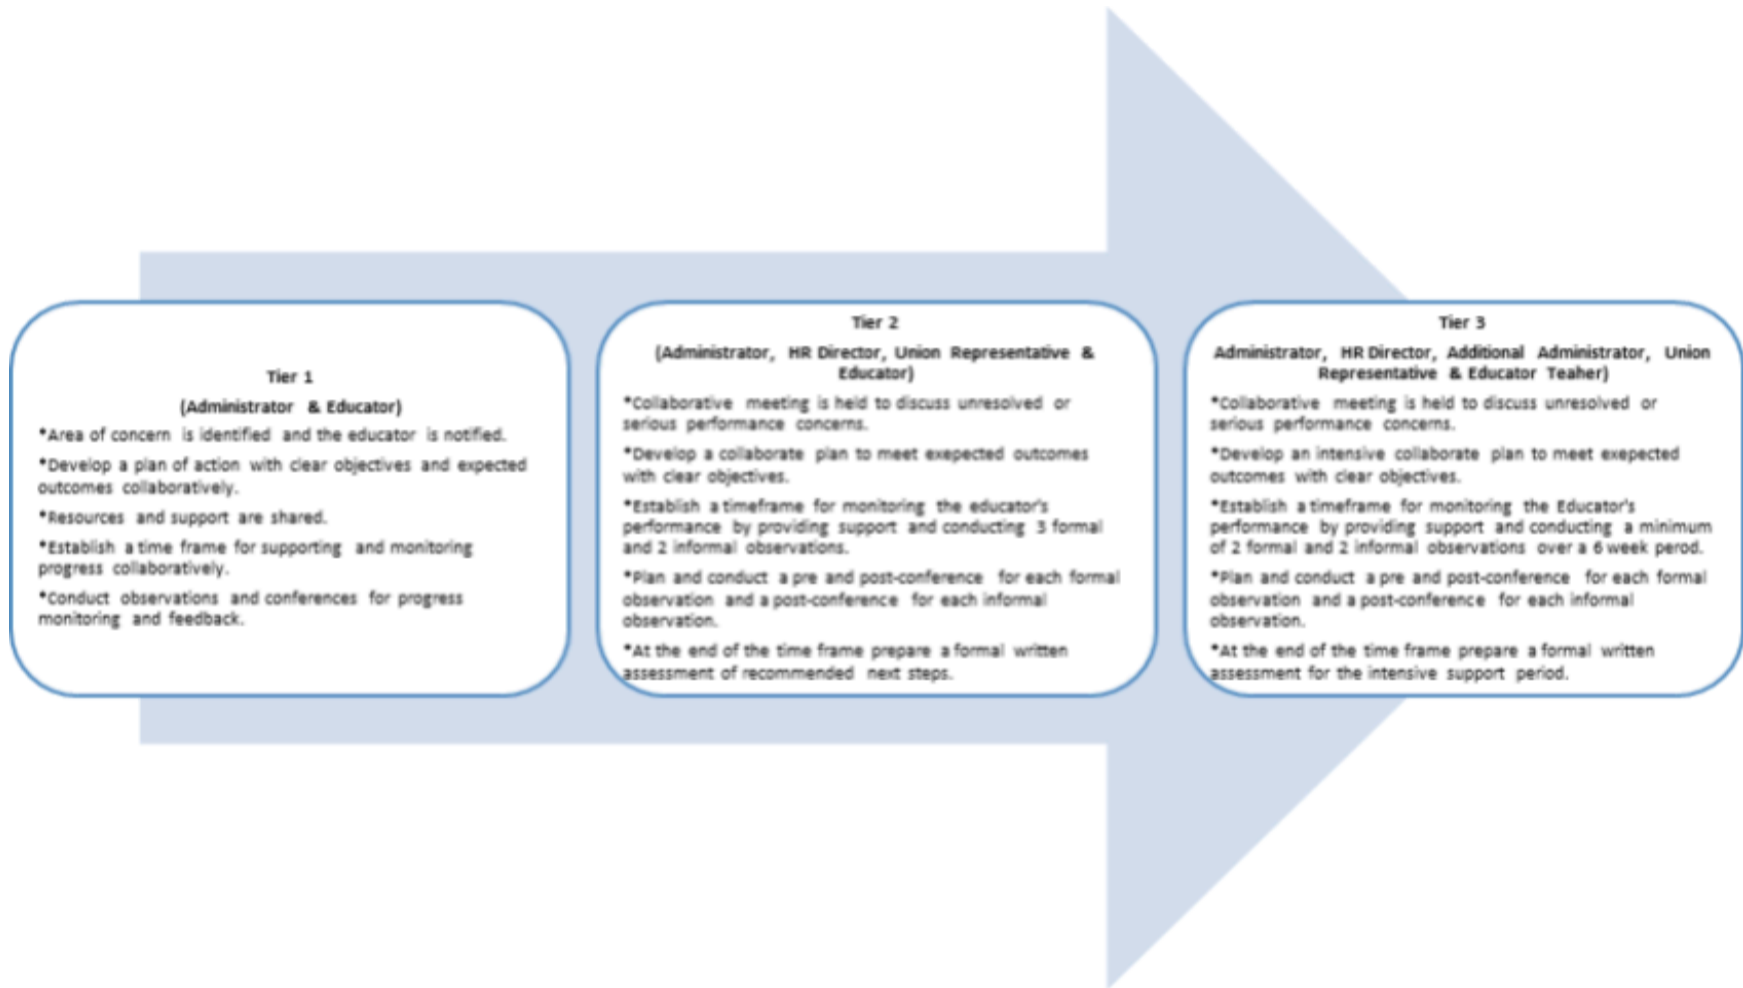 Tier 1
(Administrator & Educator)
*Area of concern is identified and the educator is notified.
*Develop a plan of action with clear objectives and expected
outcomes collaboratively.
*Resources and support are shared.
*Establish a time frame for supporting and monitoring
progress collaboratively.
*Conduct observations and conferences for progress
monitoring and feedback.
Tier 2
(Administrator, HR Director, Union Representative &
Educator)
*Collaborative meeting is held to discuss unresolved or
serious performance concerns.
*Develop a collaborate plan to meet exepected outcomes
with clear objectives.
*Establish a timeframe for monitoring the educator's
performance by providing support and conducting 3 formal
and 2 informal observations.
*Plan and conduct a pre and post-conference for each formal
observation and a post-conference for each informal
observation.
*At the end of the time frame prepare a formal written
assessment of recommended next steps.
Tier 3
Administrator, HR Director, Additional Administrator, Union
Representative & Educator Teaher)
*Collaborative meeting is held to discuss unresolved or
serious performance concerns.
*Develop an intensive collaborate plan to meet exepected
outcomes with clear objectives.
*Establish a timeframe for monitoring the Educator's
performance by providing support and conducting a minimum
of 2 formal and 2 informal observations over a 6 week perod.
*Plan and conduct a pre and post-conference for each formal
observation and a post-conference for each informal
observation.
*At the end of the time frame prepare a formal written
assessment for the intensive support period.